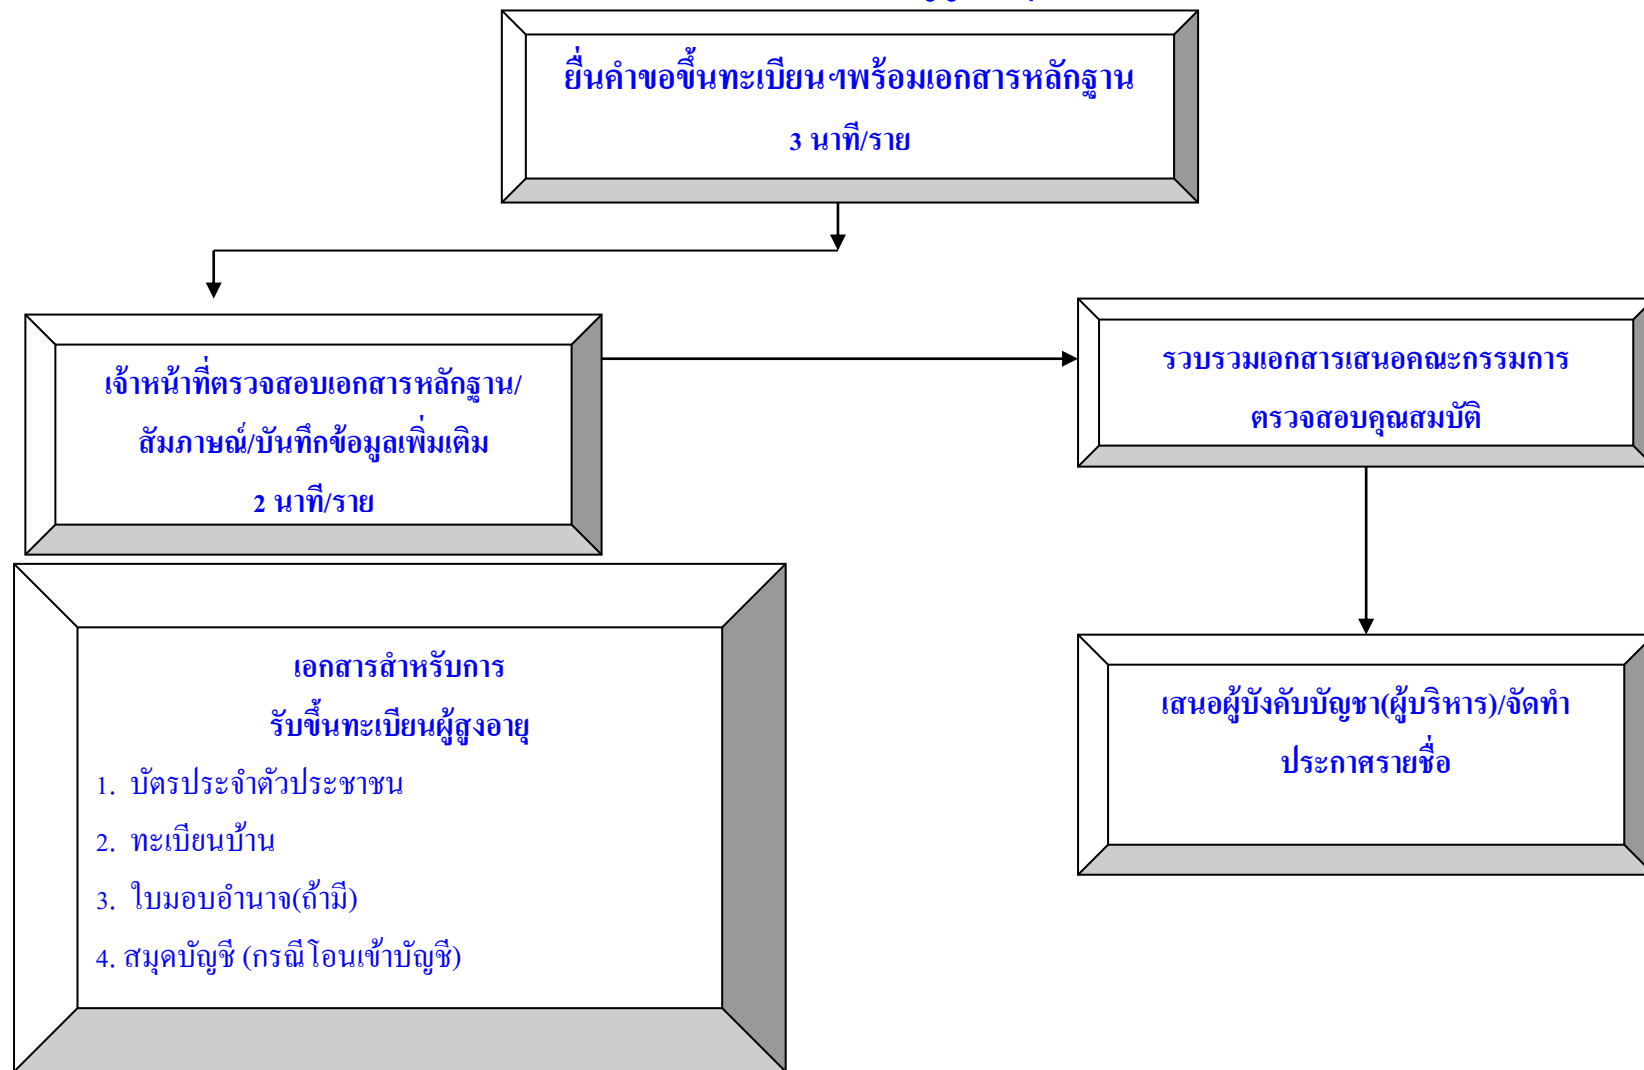 ยื่นคำขอขึ้นทะเบียนฯพร้อมเอกสารหลักฐาน
3 นาที/ราย
เจ้าหน้าที่ตรวจสอบเอกสารหลักฐาน/
สัมภาษณ์/บันทึกข้อมูลเพิ่มเติม
2 นาที/ราย
รวบรวมเอกสารเสนอคณะกรรมการ
ตรวจสอบคุณสมบัติ
เสนอผู้บังคับบัญชา(ผู้บริหาร)/จัดทำ
ประกาศรายชื่อ
เอกสารสำหรับการ
รับขึ้นทะเบียนผู้สูงอายุ
1. บัตรประจำตัวประชาชน
2. ทะเบียนบ้าน
3. ใบมอบอำนาจ(ถ้ามี)
4. สมุดบัญชี (กรณีโอนเข้าบัญชี)